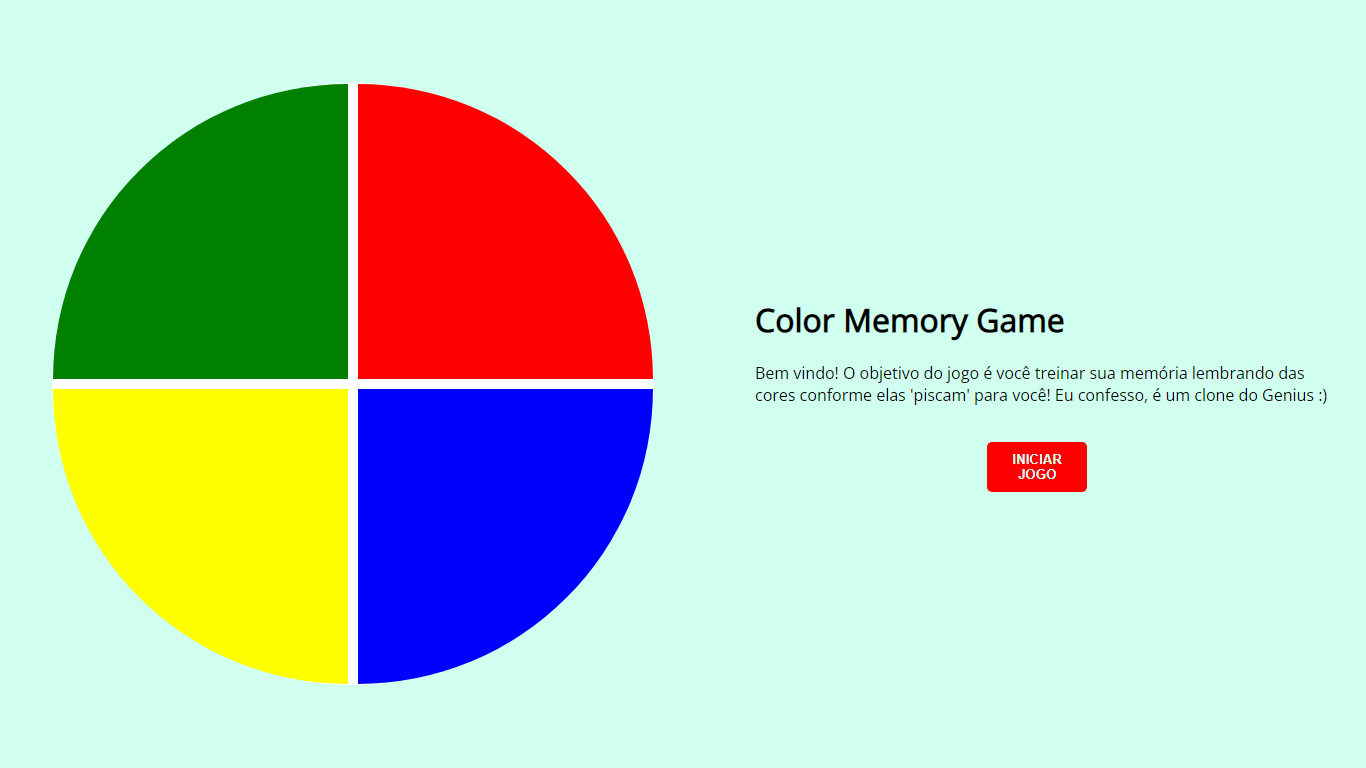 Color Memory Game
Bem vindo! O objetivo do jogo é você treinar sua memória lembrando das
cores conforme elas 'piscam' para você! Eu confesso, é um clone do Genius :)
INICIAR
JOGO